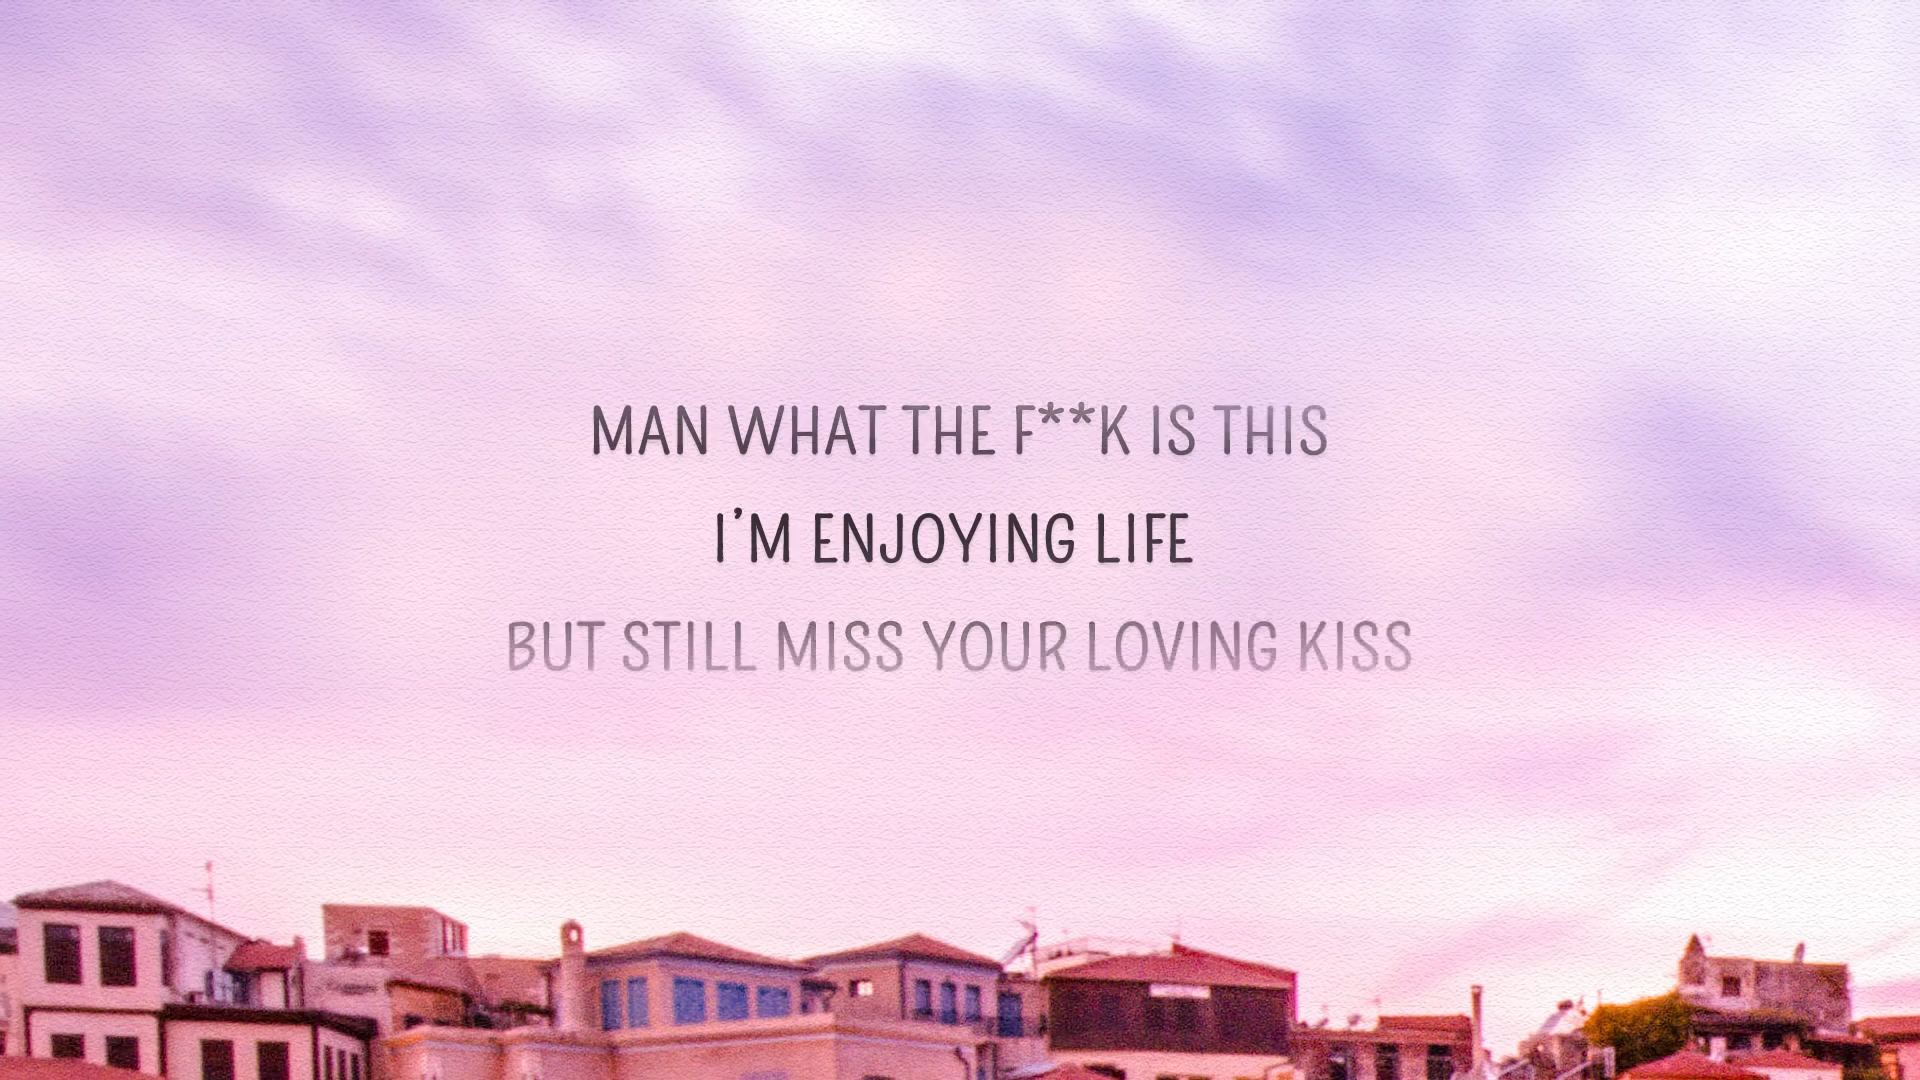 MAN WHAT THE F**K IS THIS
I'M ENJOYING LIFE
BUT STILL MISS YOUR LOVING KISS